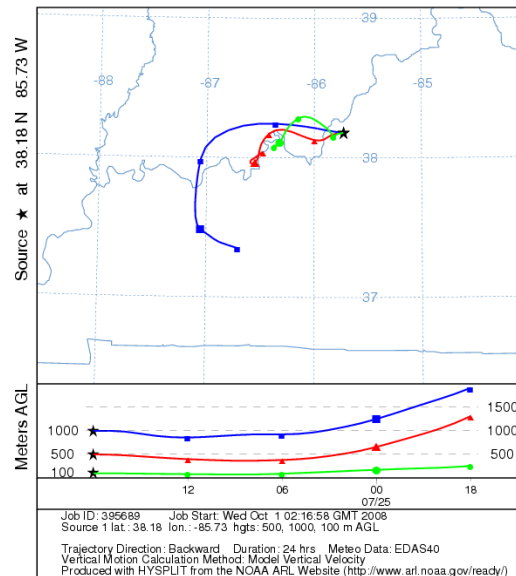 Source ★ at 38.18 N 85.73 W
39
-88
-87
-86
-85
38
37
Meters AGL
1500
1000
1000
500
500
100
12
06
00
18
07/25
Job ID: 395689 Job Start: Wed Oct 1 02:16:58 GMT 2008
Source 1 lat.: 38.18 lon.: -85.73 hgts: 500, 1000, 100 m AGL
Trajectory Direction: Backward Duration: 24 hrs Meteo Data: EDAS40
Vertical Motion Calculation Method: Model Vertical Velocity
Produced with HYSPLIT from the NOAA ARL Website (http://www.arl.noaa.gov/ready/)